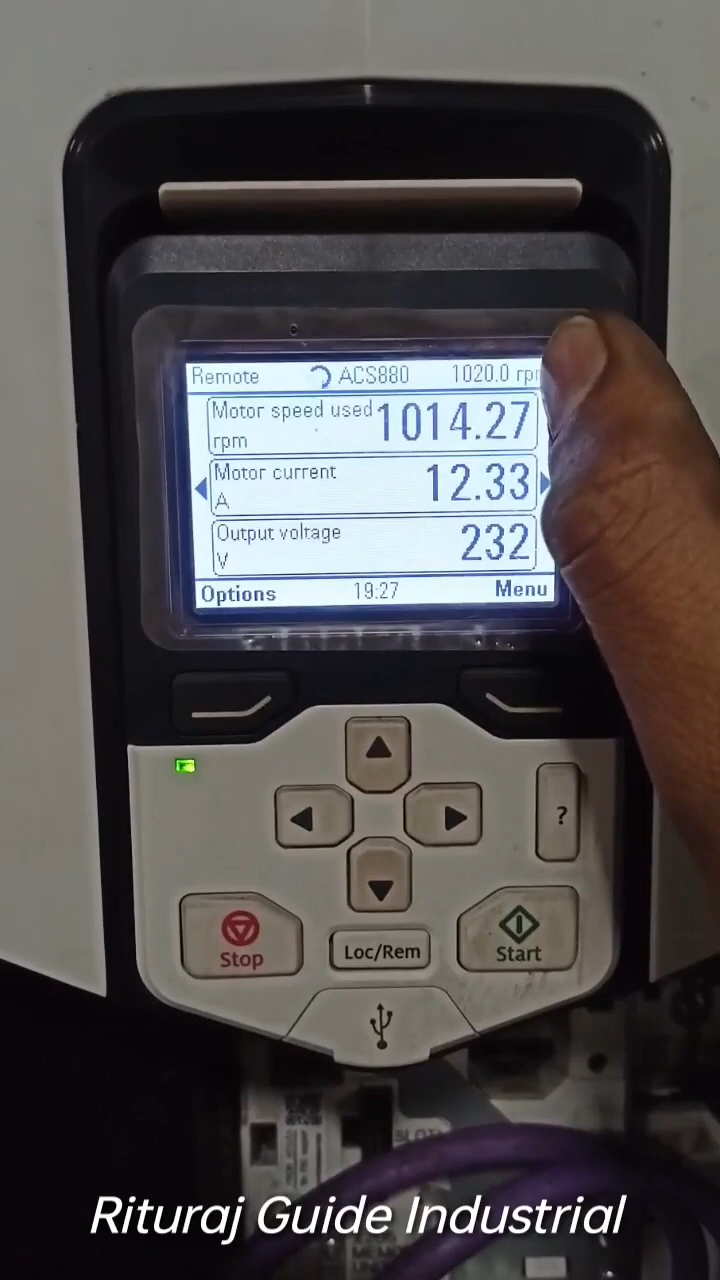 Remote ACS880 1020.0 rpm
Motor speed used 1014.27
rpm
Motor current 12.33
A
Output voltage 232
V
Options 19:27 Menu
?
Stop Loc/Rem Start
Rituraj Guide Industrial